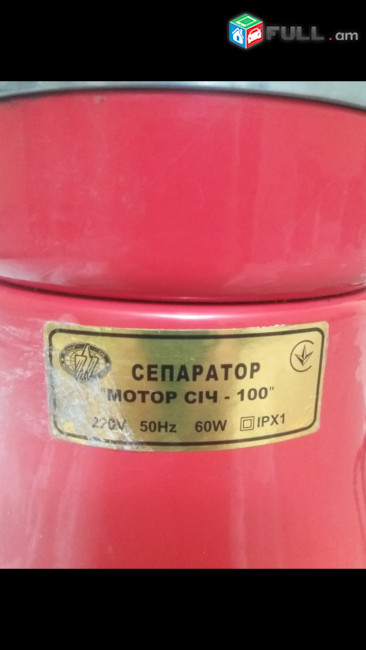 FULL.am
СЕПАРАТОР
"МОТОР СІЧ - 100"
220V 50Hz 60W IPX1